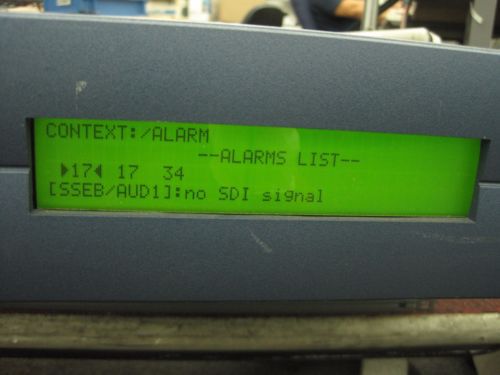 CONTEXT:/ALARM
--ALARMS LIST--
▶17◀ 17 34
[SSEB/AUD1]:no SDI signal